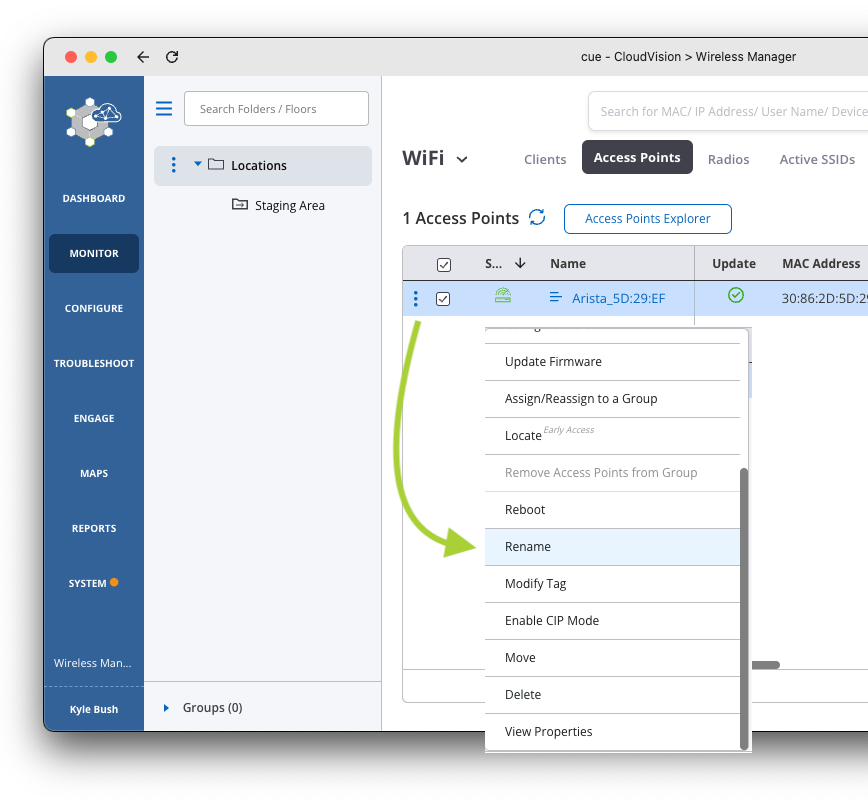 cue - CloudVision > Wireless Manager
Search Folders / Floors
Search for MAC/ IP Address/ User Name/ Device
Locations
Staging Area
WiFi
Clients
Access Points
Radios
Active SSIDs
DASHBOARD
MONITOR
CONFIGURE
TROUBLESHOOT
ENGAGE
MAPS
REPORTS
SYSTEM
Wireless Man...
Kyle Bush
Groups (0)
1 Access Points
Access Points Explorer
S... Name Update MAC Address
Arista_5D:29:EF 30:86:2D:5D:29
Update Firmware
Assign/Reassign to a Group
Locate Early Access
Remove Access Points from Group
Reboot
Rename
Modify Tag
Enable CIP Mode
Move
Delete
View Properties